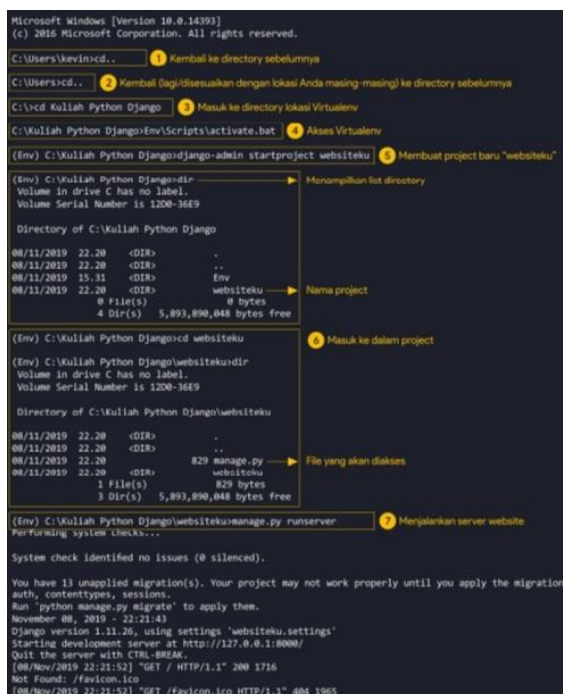 Microsoft Windows [Version 10.0.14393]
(c) 2016 Microsoft Corporation. All rights reserved.
C:\Users\kevin>cd.. 1 Kembali ke directory sebelumnya
C:\Users>cd.. 2 Kembali (lagi/disesuaikan dengan lokasi Anda masing-masing) ke directory sebelumnya
C:\>cd Kuliah Python Django 3 Masuk ke directory lokasi Virtualenv
C:\Kuliah Python Django>Env\Scripts\activate.bat 4 Akses Virtualenv
(Env) C:\Kuliah Python Django>django-admin startproject websiteku 5 Membuat project baru "websiteku"
(Env) C:\Kuliah Python Django>dir Menampilkan list directory
Volume in drive C has no label.
Volume Serial Number is 12D0-36E9
Directory of C:\Kuliah Python Django
08/11/2019 22.20 <DIR> .
08/11/2019 22.20 <DIR> ..
08/11/2019 15.31 <DIR> Env
08/11/2019 22.20 <DIR> websiteku Nama project
0 File(s) 0 bytes
4 Dir(s) 5,893,890,048 bytes free
(Env) C:\Kuliah Python Django>cd websiteku 6 Masuk ke dalam project
(Env) C:\Kuliah Python Django\websiteku>dir
Volume in drive C has no label.
Volume Serial Number is 12D0-36E9
Directory of C:\Kuliah Python Django\websiteku
08/11/2019 22.20 <DIR> .
08/11/2019 22.20 <DIR> ..
08/11/2019 22.20 829 manage.py File yang akan diakses
08/11/2019 22.20 <DIR> websiteku
1 File(s) 829 bytes
3 Dir(s) 5,893,890,048 bytes free
(Env) C:\Kuliah Python Django\websiteku>manage.py runserver 7 Menjalankan server website
Performing system checks...
System check identified no issues (0 silenced).
You have 13 unapplied migration(s). Your project may not work properly until you apply the migration
auth, contenttypes, sessions.
Run 'python manage.py migrate' to apply them.
November 08, 2019 - 22:21:43
Django version 1.11.26, using settings 'websiteku.settings'
Starting development server at http://127.0.0.1:8000/
Quit the server with CTRL-BREAK.
[08/Nov/2019 22:21:52] "GET / HTTP/1.1" 200 1716
Not Found: /favicon.ico
[08/Nov/2019 22:21:52] "GET /favicon.ico HTTP/1.1" 404 1965